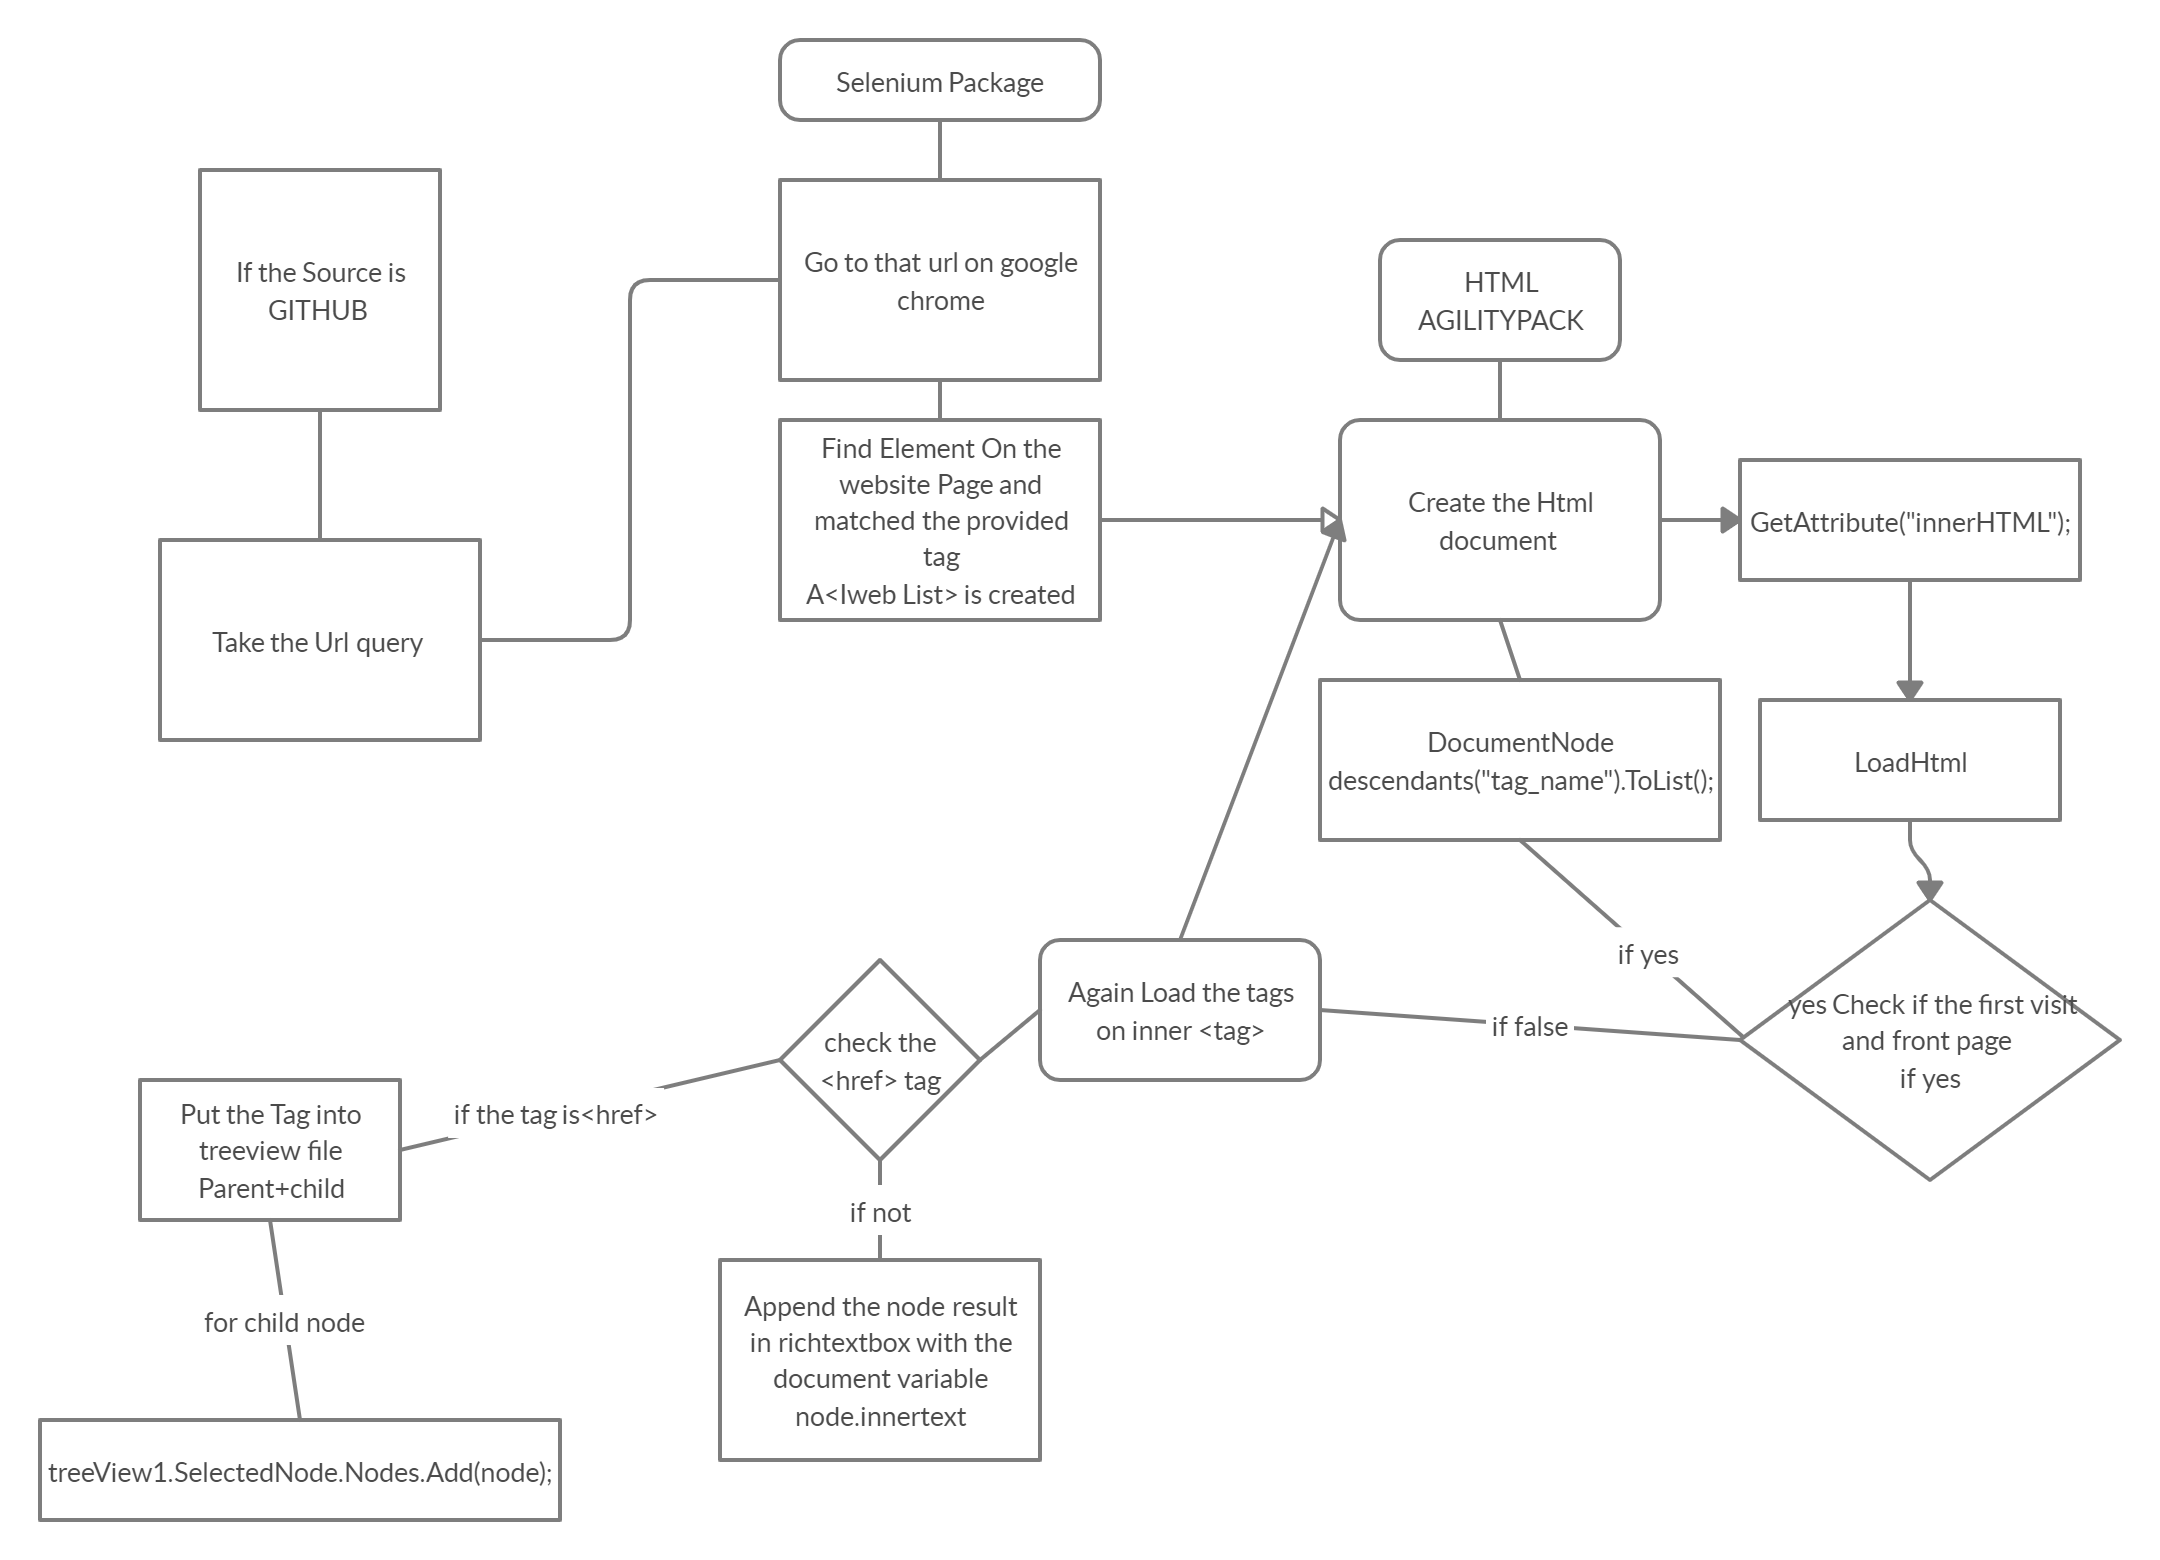 Selenium Package
If the Source is
GITHUB
Go to that url on google
chrome
HTML
AGILITYPACK
Find Element On the
website Page and
matched the provided
tag
A<Iweb List> is created
Create the Html
document
GetAttribute("innerHTML");
Take the Url query
DocumentNode
descendants("tag_name").ToList();
LoadHtml
if yes
yes Check if the first visit
and front page
if yes
if false
Again Load the tags
on inner <tag>
check the
<href> tag
if the tag is<href>
Put the Tag into
treeview file
Parent+child
if not
for child node
Append the node result
in richtextbox with the
document variable
node.innertext
treeView1.SelectedNode.Nodes.Add(node);